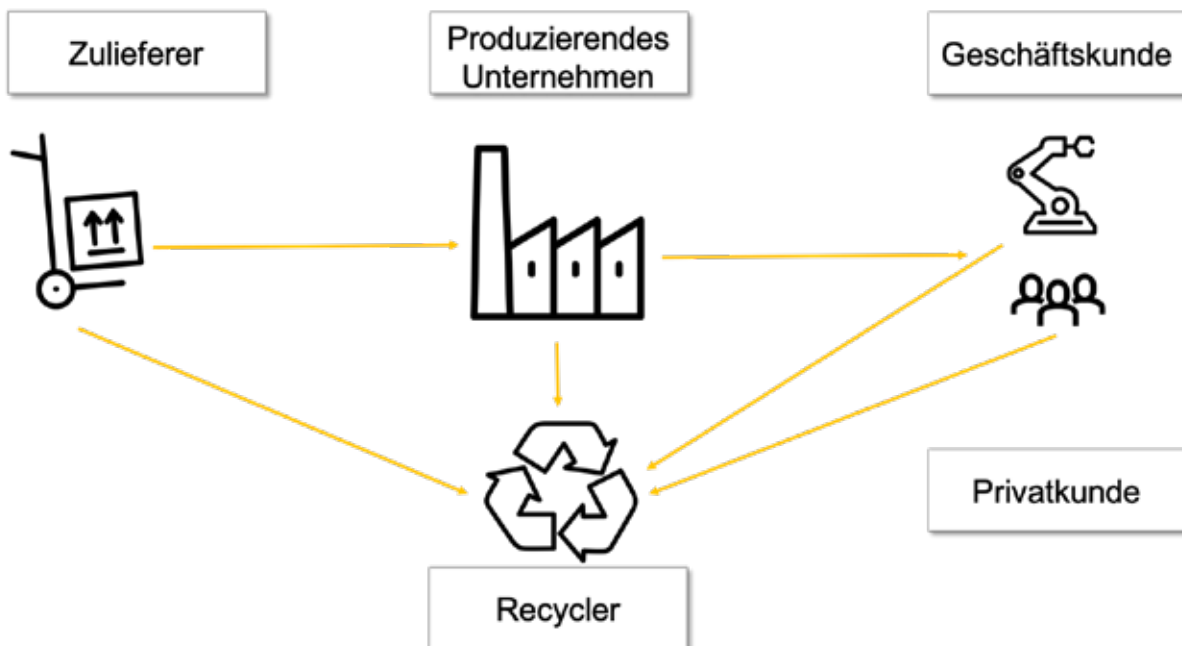 Zulieferer
Produzierendes
Unternehmen
Geschäftskunde
Privatkunde
Recycler